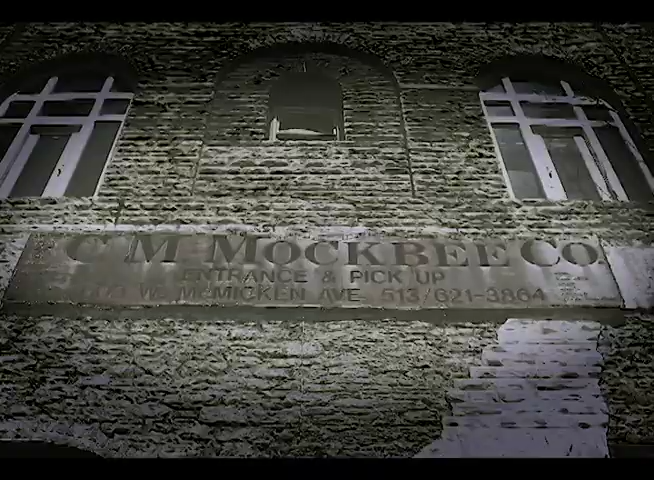 C M MOCKBEE CO
ENTRANCE & PICK UP
W. MCMICKEN AVE. 513/621-3864